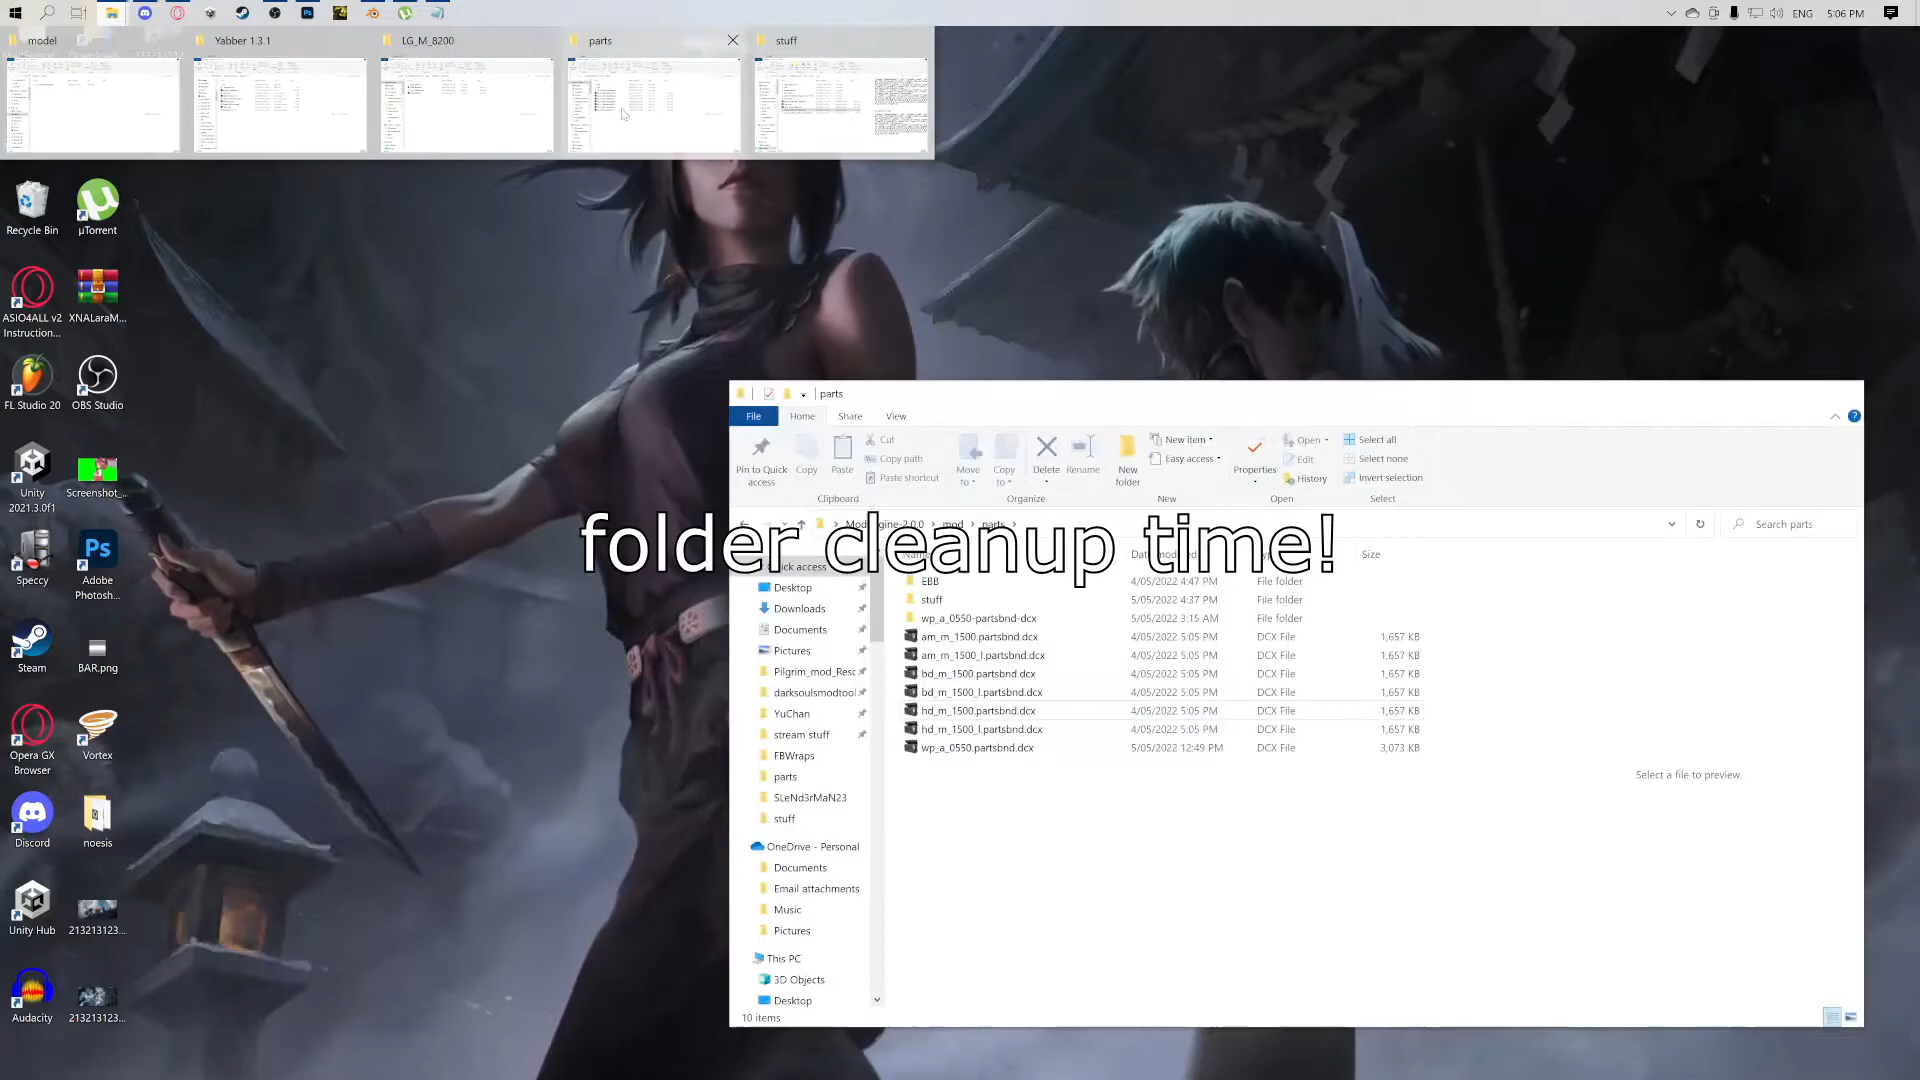 ENG
5:06 PM
model
Yabber 1.3.1
LG_M_8200
parts
stuff
Recycle Bin
µTorrent
ASIO4ALL v2
Instruction...
XNALaraM...
FL Studio 20
OBS Studio
Unity
2021.3.0f1
Screenshot_...
Speccy
Adobe
Photosh...
Steam
BAR.png
Opera GX
Browser
Vortex
Discord
noesis
Unity Hub
213213123...
Audacity
213213123...
parts
File
Home
Share
View
Pin to Quick
access
Copy
Paste
Cut
Copy path
Paste shortcut
Clipboard
Move
to
Copy
to
Delete
Rename
Organize
New
folder
New item
Easy access
New
Properties
Open
Edit
History
Open
Select all
Select none
Invert selection
Select
mod
parts
Search parts
folder cleanup time!
Size
Quick access
Desktop
Downloads
Documents
Pictures
Pilgrim_mod_Resc
darksoulsmodtool
YuChan
stream stuff
FBWraps
parts
SLeNd3rMaN23
stuff
OneDrive - Personal
Documents
Email attachments
Music
Pictures
This PC
3D Objects
Desktop
EBB 4/05/2022 4:47 PM File folder
stuff 5/05/2022 4:37 PM File folder
wp_a_0550-partsbnd-dcx 5/05/2022 3:15 AM File folder
am_m_1500.partsbnd.dcx 4/05/2022 5:05 PM DCX File 1,657 KB
am_m_1500_l.partsbnd.dcx 4/05/2022 5:05 PM DCX File 1,657 KB
bd_m_1500.partsbnd.dcx 4/05/2022 5:05 PM DCX File 1,657 KB
bd_m_1500_l.partsbnd.dcx 4/05/2022 5:05 PM DCX File 1,657 KB
hd_m_1500.partsbnd.dcx 4/05/2022 5:05 PM DCX File 1,657 KB
hd_m_1500_l.partsbnd.dcx 4/05/2022 5:05 PM DCX File 1,657 KB
wp_a_0550.partsbnd.dcx 5/05/2022 12:49 PM DCX File 3,073 KB
Select a file to preview.
10 items